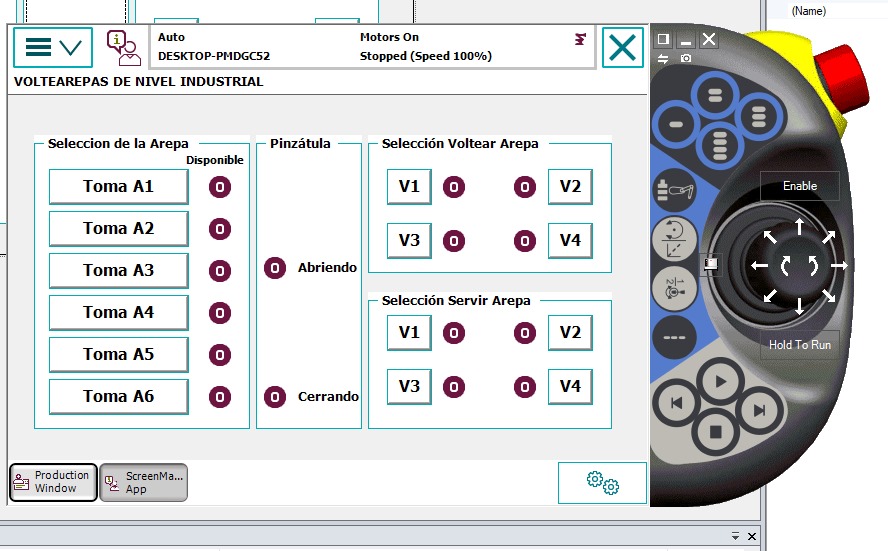 (Name)
Auto
Motors On
DESKTOP-PMDGC52
Stopped (Speed 100%)
VOLTEAREPAS DE NIVEL INDUSTRIAL
Seleccion de la Arepa
Disponible
Toma A1 0
Toma A2 0
Toma A3 0
Toma A4 0
Toma A5 0
Toma A6 0
Pinzátula
0 Abriendo
0 Cerrando
Selección Voltear Arepa
V1 0 0 V2
V3 0 0 V4
Selección Servir Arepa
V1 0 0 V2
V3 0 0 V4
Production
Window
ScreenMa...
App
Enable
Hold To Run